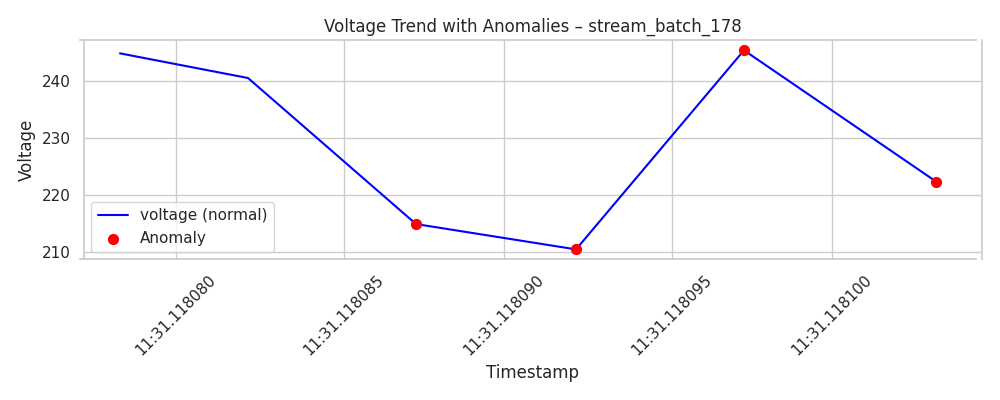 Voltage Trend with Anomalies – stream_batch_178
Voltage
240
230
220
210
voltage (normal)
Anomaly
11:31.118080
11:31.118085
11:31.118090
11:31.118095
11:31.118100
Timestamp